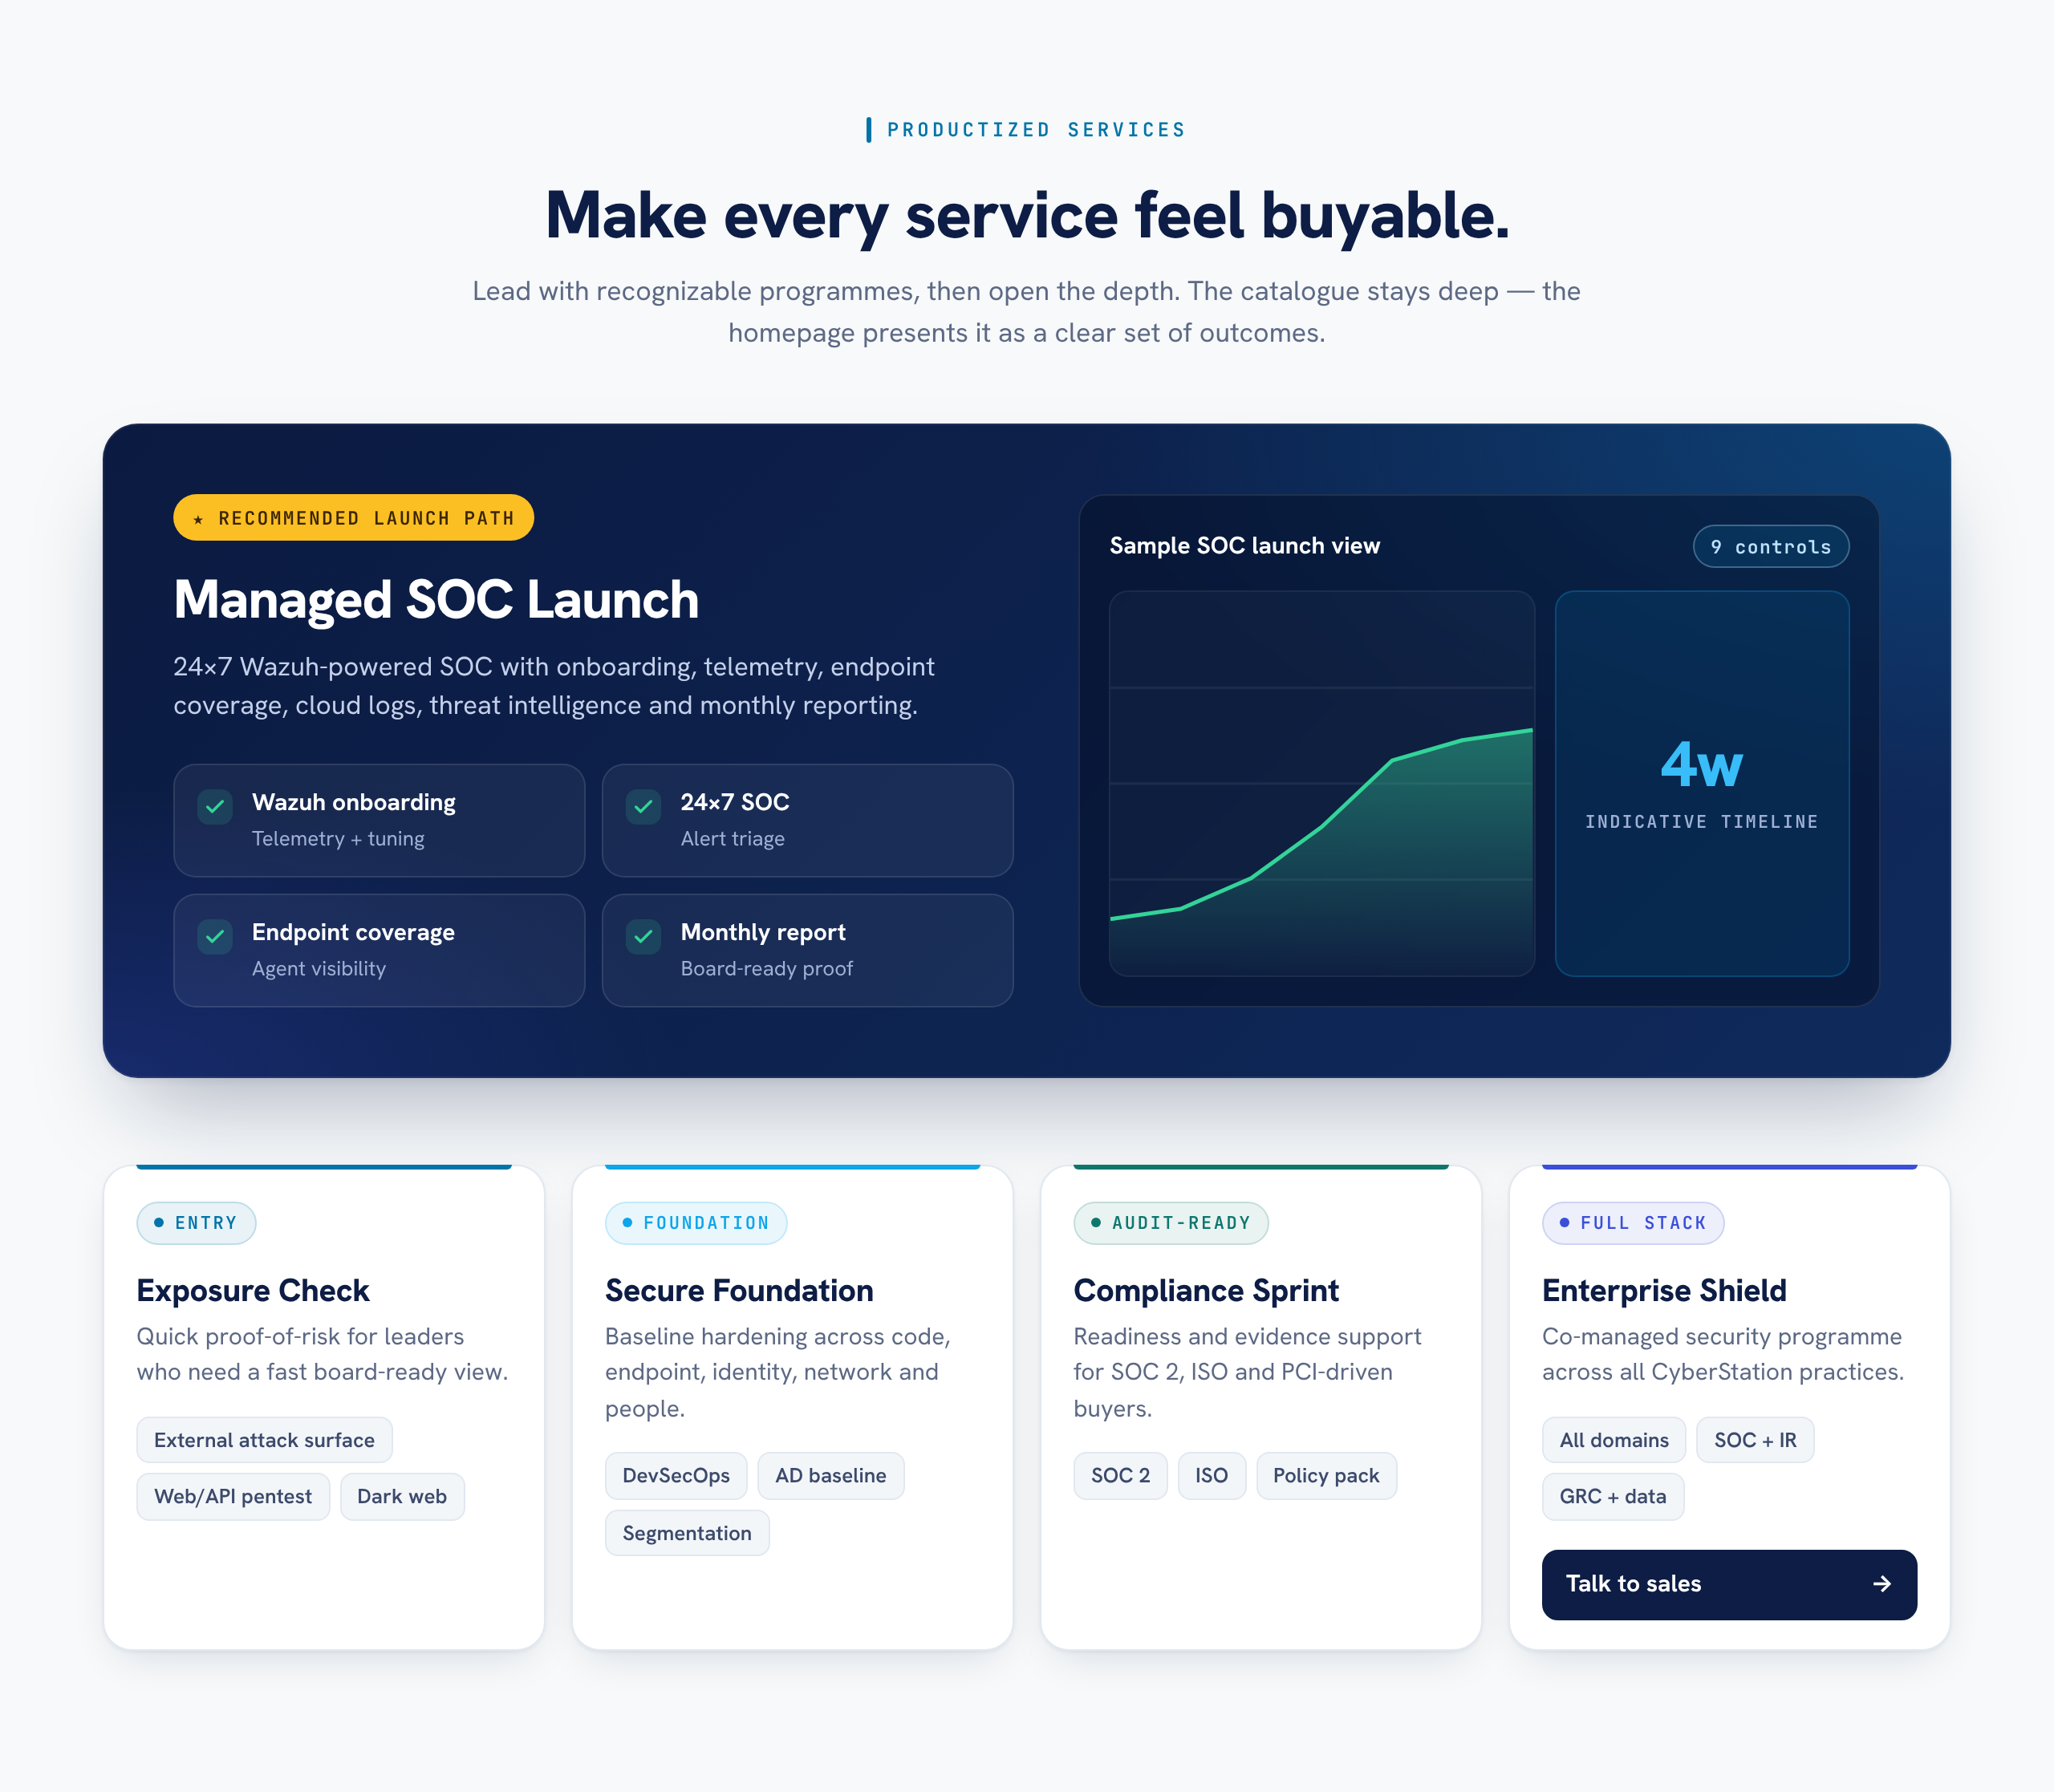 PRODUCTIZED SERVICES
Make every service feel buyable.
Lead with recognizable programmes, then open the depth. The catalogue stays deep — the
homepage presents it as a clear set of outcomes.
★ RECOMMENDED LAUNCH PATH
Managed SOC Launch
24×7 Wazuh-powered SOC with onboarding, telemetry, endpoint
coverage, cloud logs, threat intelligence and monthly reporting.
Wazuh onboarding
Telemetry + tuning
24×7 SOC
Alert triage
Endpoint coverage
Agent visibility
Monthly report
Board-ready proof
Sample SOC launch view
9 controls
4w
INDICATIVE TIMELINE
ENTRY
Exposure Check
Quick proof-of-risk for leaders
who need a fast board-ready view.
External attack surface
Web/API pentest
Dark web
FOUNDATION
Secure Foundation
Baseline hardening across code,
endpoint, identity, network and
people.
DevSecOps
AD baseline
Segmentation
AUDIT-READY
Compliance Sprint
Readiness and evidence support
for SOC 2, ISO and PCI-driven
buyers.
SOC 2
ISO
Policy pack
FULL STACK
Enterprise Shield
Co-managed security programme
across all CyberStation practices.
All domains
SOC + IR
GRC + data
Talk to sales →